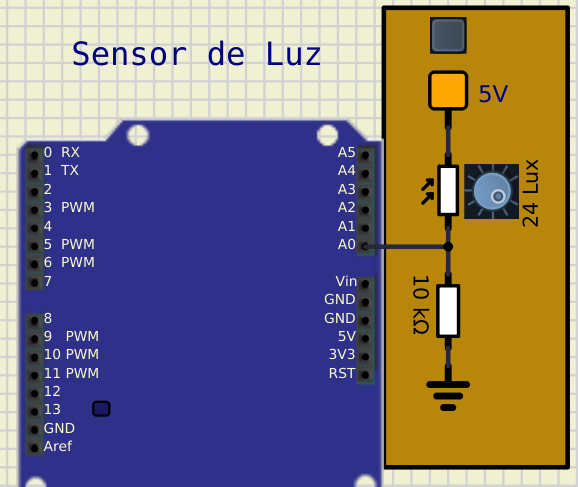 Sensor de Luz
0 RX
1 TX
2
3 PWM
4
5 PWM
6 PWM
7
8
9 PWM
10 PWM
11 PWM
12
13
GND
Aref
A5
A4
A3
A2
A1
A0
Vin
GND
GND
5V
3V3
RST
5V
24 Lux
10 kΩ